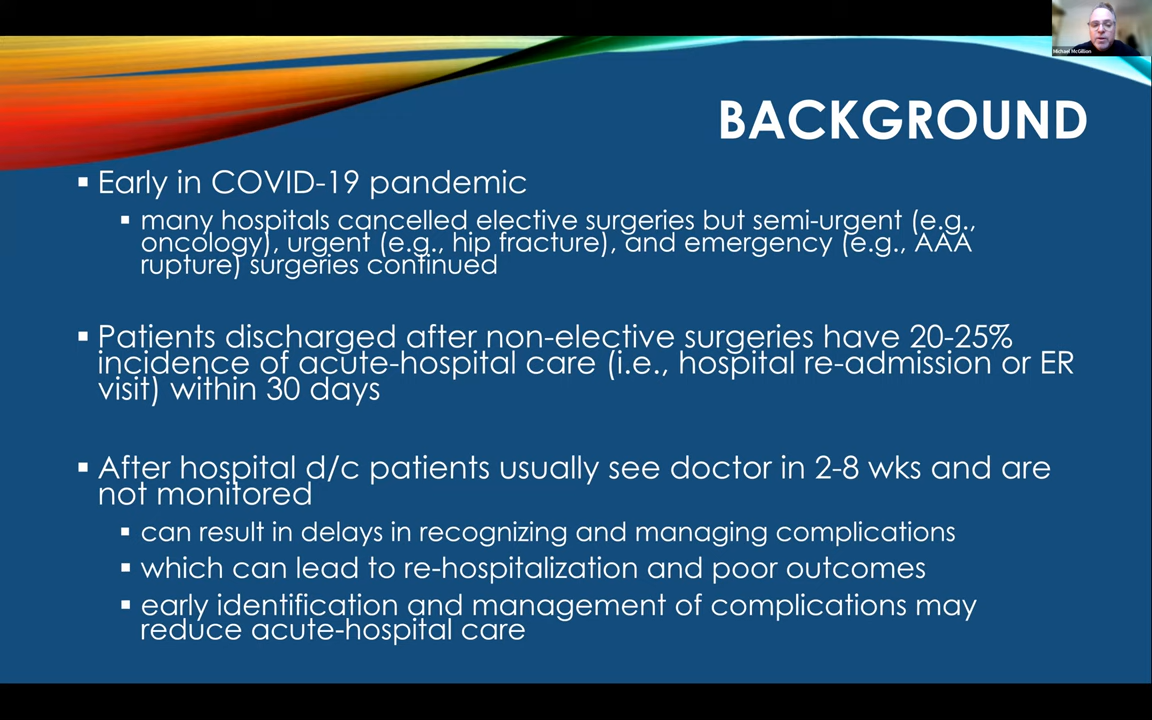 Michael McGillion
BACKGROUND
▪ Early in COVID-19 pandemic
▪ many hospitals cancelled elective surgeries but semi-urgent (e.g.,
oncology), urgent (e.g., hip fracture), and emergency (e.g., AAA
rupture) surgeries continued
▪ Patients discharged after non-elective surgeries have 20-25%
incidence of acute-hospital care (i.e., hospital re-admission or ER
visit) within 30 days
▪ After hospital d/c patients usually see doctor in 2-8 wks and are
not monitored
▪ can result in delays in recognizing and managing complications
▪ which can lead to re-hospitalization and poor outcomes
▪ early identification and management of complications may
reduce acute-hospital care